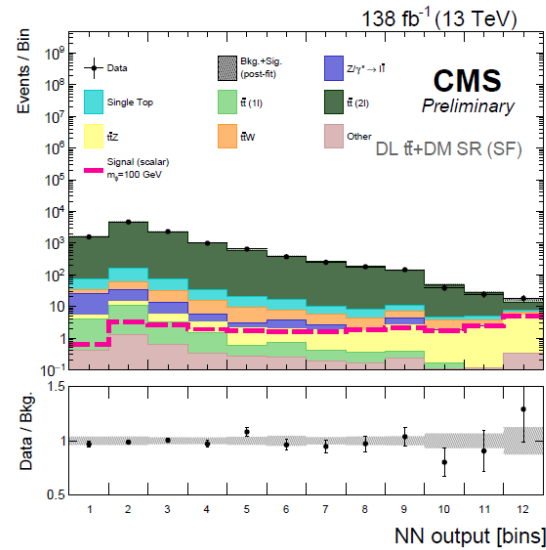 138 fb⁻¹ (13 TeV)
Events / Bin
10⁹
10⁸
10⁷
10⁶
10⁵
10⁴
10³
10²
10
1
10⁻¹
Data
Bkg.+Sig.
(post-fit)
Z/γ* → ll̄
Single Top
tt̄ (1l)
tt̄ (2l)
tt̄Z
tt̄W
Other
Signal (scalar)
mϕ=100 GeV
CMS
Preliminary
DL tt̄+DM SR (SF)
Data / Bkg.
1.5
1
0.5
1 2 3 4 5 6 7 8 9 10 11 12
NN output [bins]